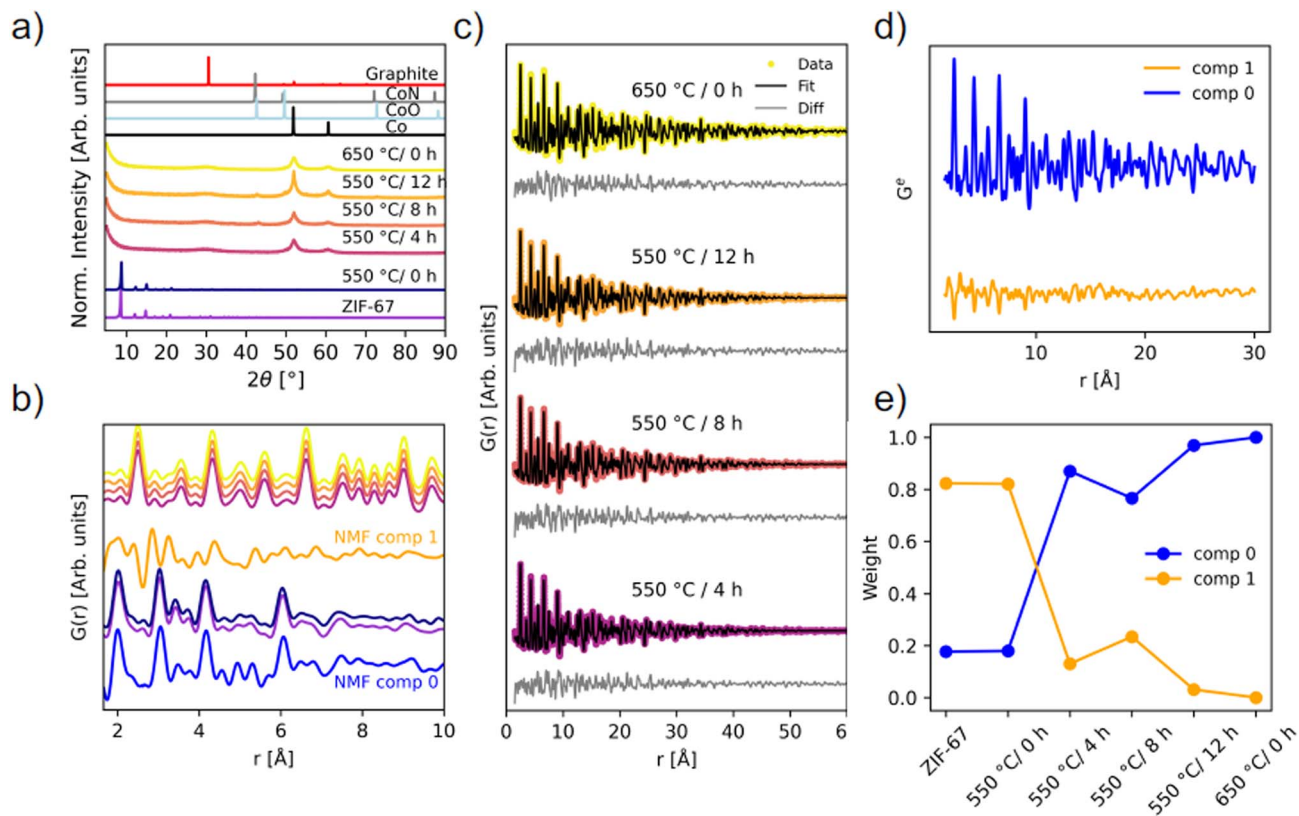 a)
Norm. Intensity [Arb. units]
Graphite
CoN
CoO
Co
650 °C/ 0 h
550 °C/ 12 h
550 °C/ 8 h
550 °C/ 4 h
550 °C/ 0 h
ZIF-67
10 20 30 40 50 60 70 80 90
2θ [°]
b)
G(r) [Arb. units]
NMF comp 1
NMF comp 0
2 4 6 8 10
r [Å]
c)
G(r) [Arb. units]
Data
Fit
Diff
650 °C / 0 h
550 °C / 12 h
550 °C / 8 h
550 °C / 4 h
0 10 20 30 40 50 60
r [Å]
d)
Gᵉ
comp 1
comp 0
10 20 30
r [Å]
e)
Weight
1.0
0.8
0.6
0.4
0.2
0.0
comp 0
comp 1
ZIF-67
550 °C/ 0 h
550 °C/ 4 h
550 °C/ 8 h
550 °C/ 12 h
650 °C/ 0 h